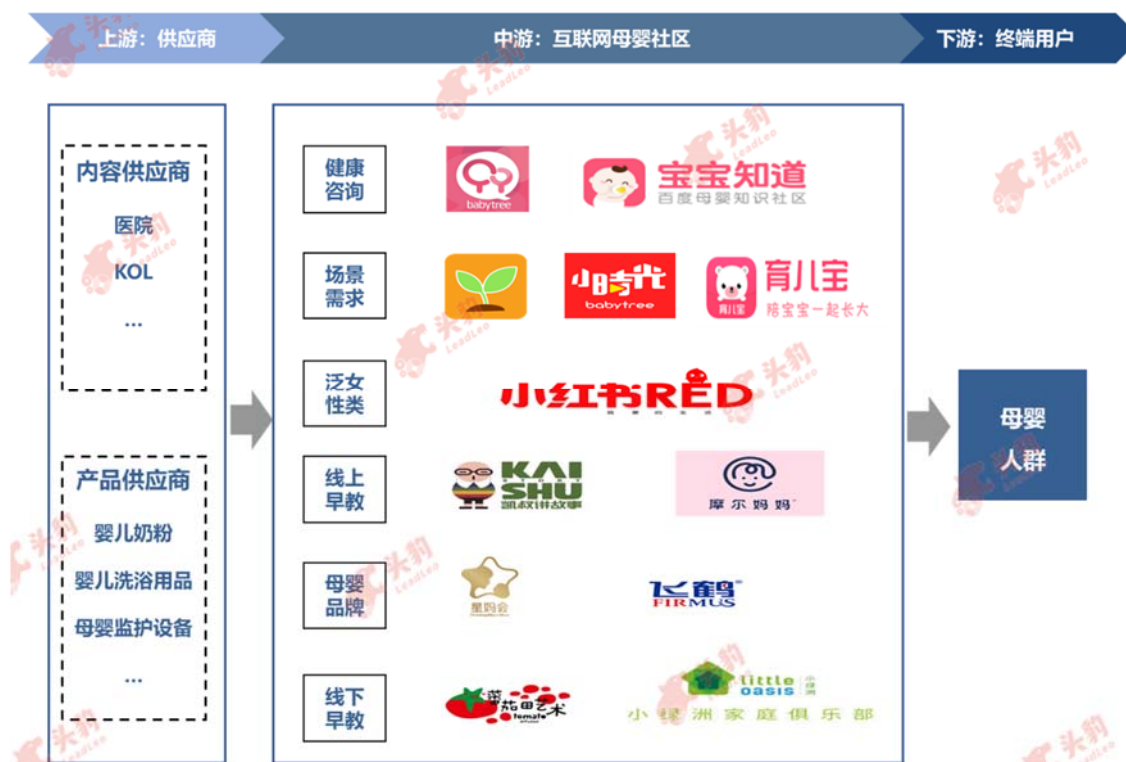 上游：供应商
中游：互联网母婴社区
下游：终端用户
内容供应商
医院
KOL
...
产品供应商
婴儿奶粉
婴儿洗浴用品
母婴监护设备
...
健康
咨询
babytree
宝宝知道
百度母婴知识社区
场景
需求
小時光
babytree
育儿宝
育儿宝
陪宝宝一起长大
泛女
性类
小红书RED
线上
早教
KAI
STORY
SHU
凯叔讲故事
摩尔妈妈
母婴
品牌
星妈会
飞鹤®
FIRMUS
线下
早教
蕃茄田艺术
tomato
little
oasis
小绿洲
小绿洲家庭俱乐部
母婴
人群
头豹
LeadLeo